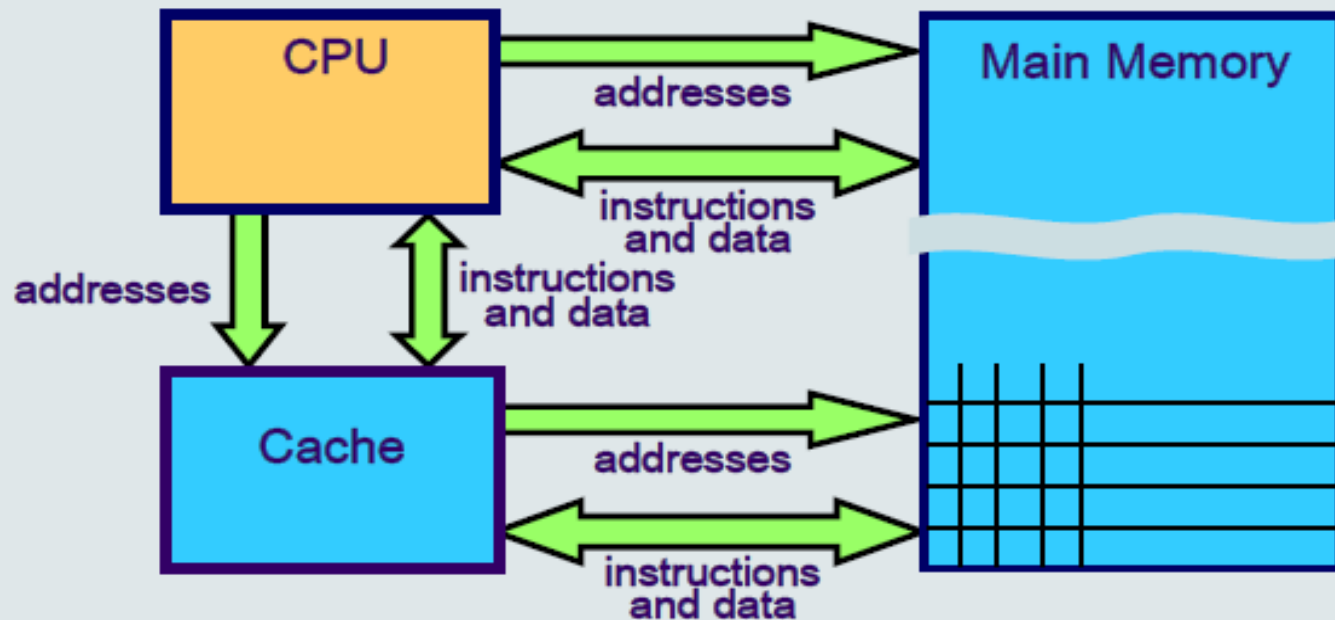 CPU
addresses
Main Memory
instructions
and data
addresses
instructions
and data
Cache
addresses
instructions
and data